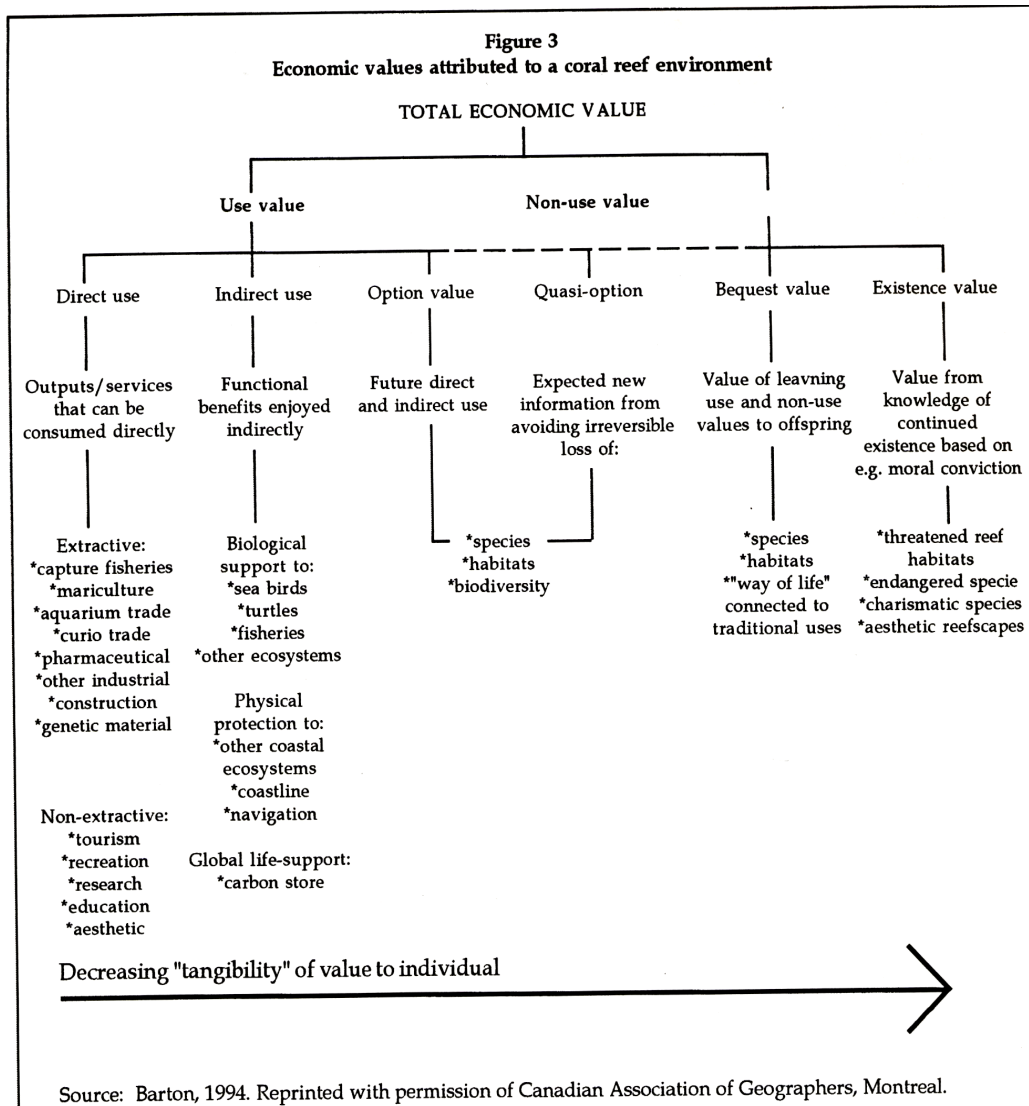 Figure 3
Economic values attributed to a coral reef environment
TOTAL ECONOMIC VALUE
Use value
Non-use value
Direct use
Indirect use
Option value
Quasi-option
Bequest value
Existence value
Outputs/services
that can be
consumed directly
Functional
benefits enjoyed
indirectly
Future direct
and indirect use
Expected new
information from
avoiding irreversible
loss of:
Value of leavning
use and non-use
values to offspring
Value from
knowledge of
continued
existence based on
e.g. moral conviction
Extractive:
*capture fisheries
*mariculture
*aquarium trade
*curio trade
*pharmaceutical
*other industrial
*construction
*genetic material
Non-extractive:
*tourism
*recreation
*research
*education
*aesthetic
Biological
support to:
*sea birds
*turtles
*fisheries
*other ecosystems
Physical
protection to:
*other coastal
ecosystems
*coastline
*navigation
Global life-support:
*carbon store
*species
*habitats
*biodiversity
*species
*habitats
*"way of life"
connected to
traditional uses
*threatened reef
habitats
*endangered specie
*charismatic species
*aesthetic reefscapes
Decreasing "tangibility" of value to individual
Source: Barton, 1994. Reprinted with permission of Canadian Association of Geographers, Montreal.